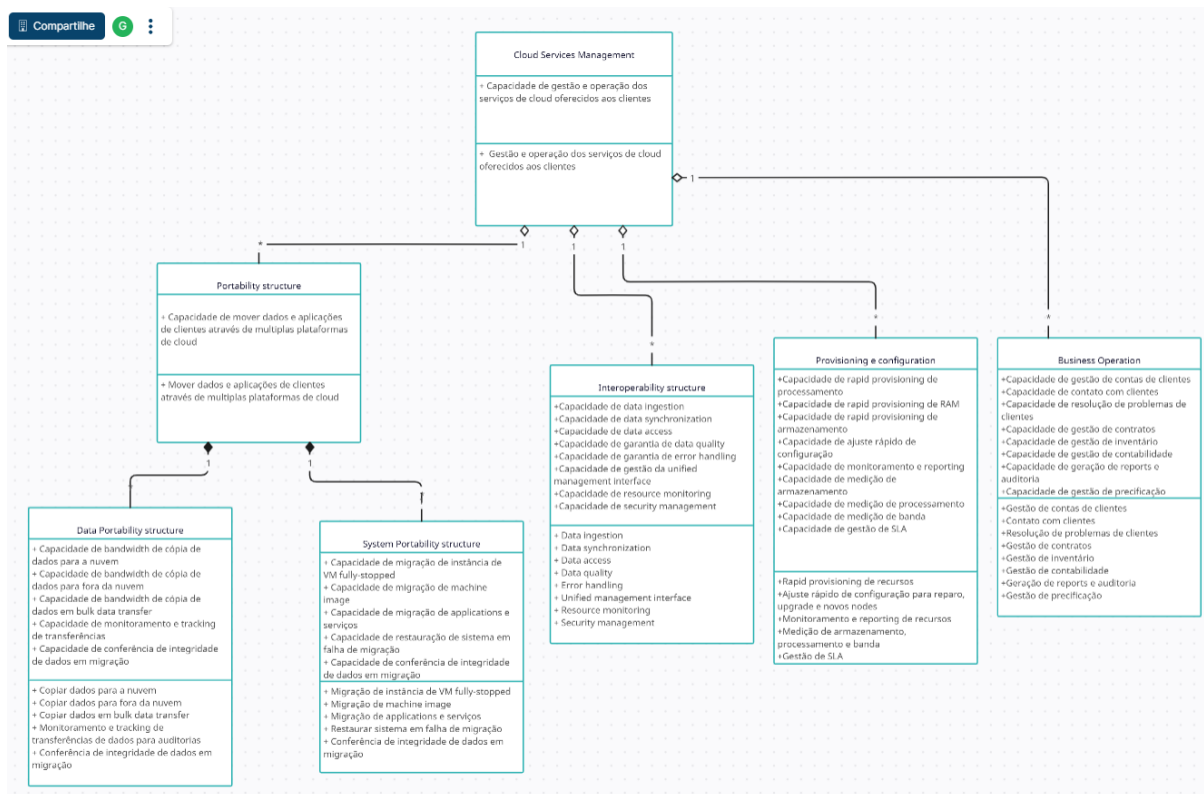 Compartilhe
G
Cloud Services Management
+ Capacidade de gestão e operação dos
serviços de cloud oferecidos aos clientes
+ Gestão e operação dos serviços de cloud
oferecidos aos clientes
1
1
1
1
*
*
*
*
Portability structure
+ Capacidade de mover dados e aplicações
de clientes através de multiplas plataformas
de cloud
+ Mover dados e aplicações de clientes
através de multiplas plataformas de cloud
1
1
Interoperability structure
+Capacidade de data ingestion
+Capacidade de data synchronization
+Capacidade de data access
+Capacidade de garantia de data quality
+Capacidade de garantia de error handling
+Capacidade de gestão da unified
management interface
+Capacidade de resource monitoring
+Capacidade de security management
+ Data ingestion
+ Data synchronization
+ Data access
+ Data quality
+ Error handling
+ Unified management interface
+ Resource monitoring
+ Security management
Provisioning e configuration
+Capacidade de rapid provisioning de
processamento
+Capacidade de rapid provisioning de RAM
+Capacidade de rapid provisioning de
armazenamento
+Capacidade de ajuste rápido de
configuração
+Capacidade de monitoramento e reporting
+Capacidade de medição de
armazenamento
+Capacidade de medição de processamento
+Capacidade de medição de banda
+Capacidade de gestão de SLA
+Rapid provisioning de recursos
+Ajuste rápido de configuração para reparo,
upgrade e novos nodes
+Monitoramento e reporting de recursos
+Medição de armazenamento,
processamento e banda
+Gestão de SLA
Business Operation
+Capacidade de gestão de contas de clientes
+Capacidade de contato com clientes
+Capacidade de resolução de problemas de
clientes
+Capacidade de gestão de contratos
+Capacidade de gestão de inventário
+Capacidade de gestão de contabilidade
+Capacidade de geração de reports e
auditoria
+Capacidade de gestão de precificação
+Gestão de contas de clientes
+Contato com clientes
+Resolução de problemas de clientes
+Gestão de contratos
+Gestão de inventário
+Gestão de contabilidade
+Geração de reports e auditoria
+Gestão de precificação
Data Portability structure
+ Capacidade de bandwidth de cópia de
dados para a nuvem
+ Capacidade de bandwidth de cópia de
dados para fora da nuvem
+ Capacidade de bandwidth de cópia de
dados em bulk data transfer
+ Capacidade de monitoramento e tracking
de transferências
+ Capacidade de conferência de integridade
de dados em migração
+ Copiar dados para a nuvem
+ Copiar dados para fora da nuvem
+ Copiar dados em bulk data transfer
+ Monitoramento e tracking de
transferências de dados para auditorias
+ Conferência de integridade de dados em
migração
System Portability structure
+ Capacidade de migração de instância de
VM fully-stopped
+ Capacidade de migração de machine
image
+ Capacidade de migração de applications e
serviços
+ Capacidade de restauração de sistema em
falha de migração
+ Capacidade de conferência de integridade
de dados em migração
+ Migração de instância de VM fully-stopped
+ Migração de machine image
+ Migração de applications e serviços
+ Restaurar sistema em falha de migração
+ Conferência de integridade de dados em
migração